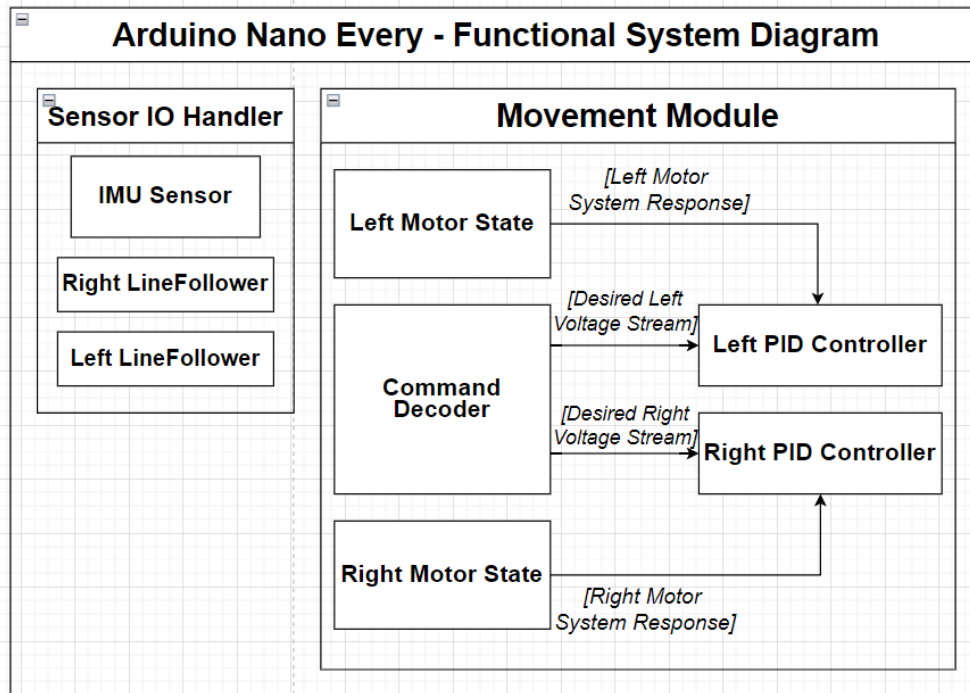 Arduino Nano Every - Functional System Diagram
Sensor IO Handler
IMU Sensor
Right LineFollower
Left LineFollower
Movement Module
Left Motor State
[Left Motor
System Response]
Command
Decoder
[Desired Left
Voltage Stream]
Left PID Controller
[Desired Right
Voltage Stream]
Right PID Controller
Right Motor State
[Right Motor
System Response]